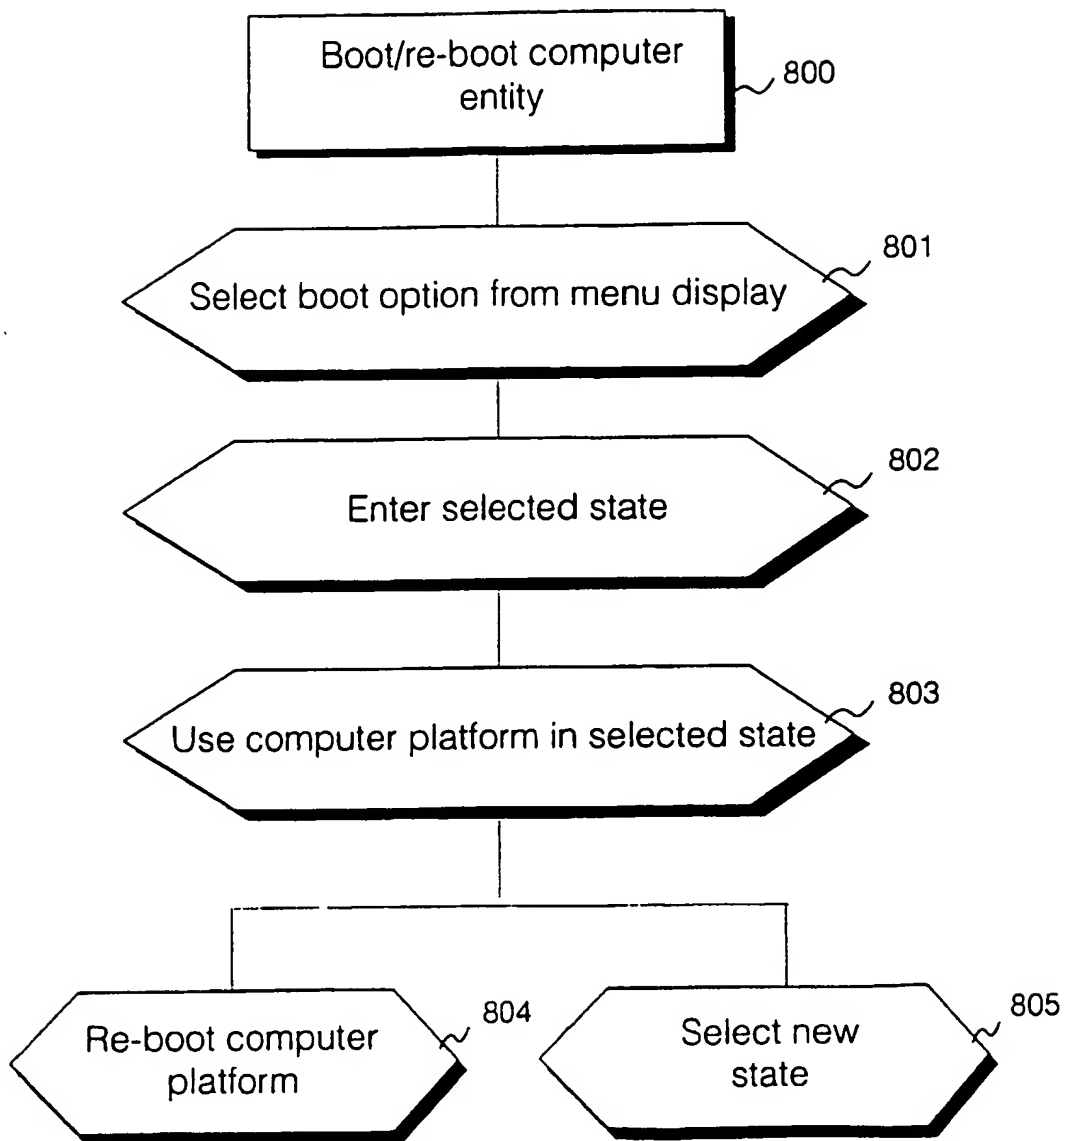 Boot/re-boot computer
entity
800
801
Select boot option from menu display
802
Enter selected state
803
Use computer platform in selected state
804
Re-boot computer
platform
805
Select new
state